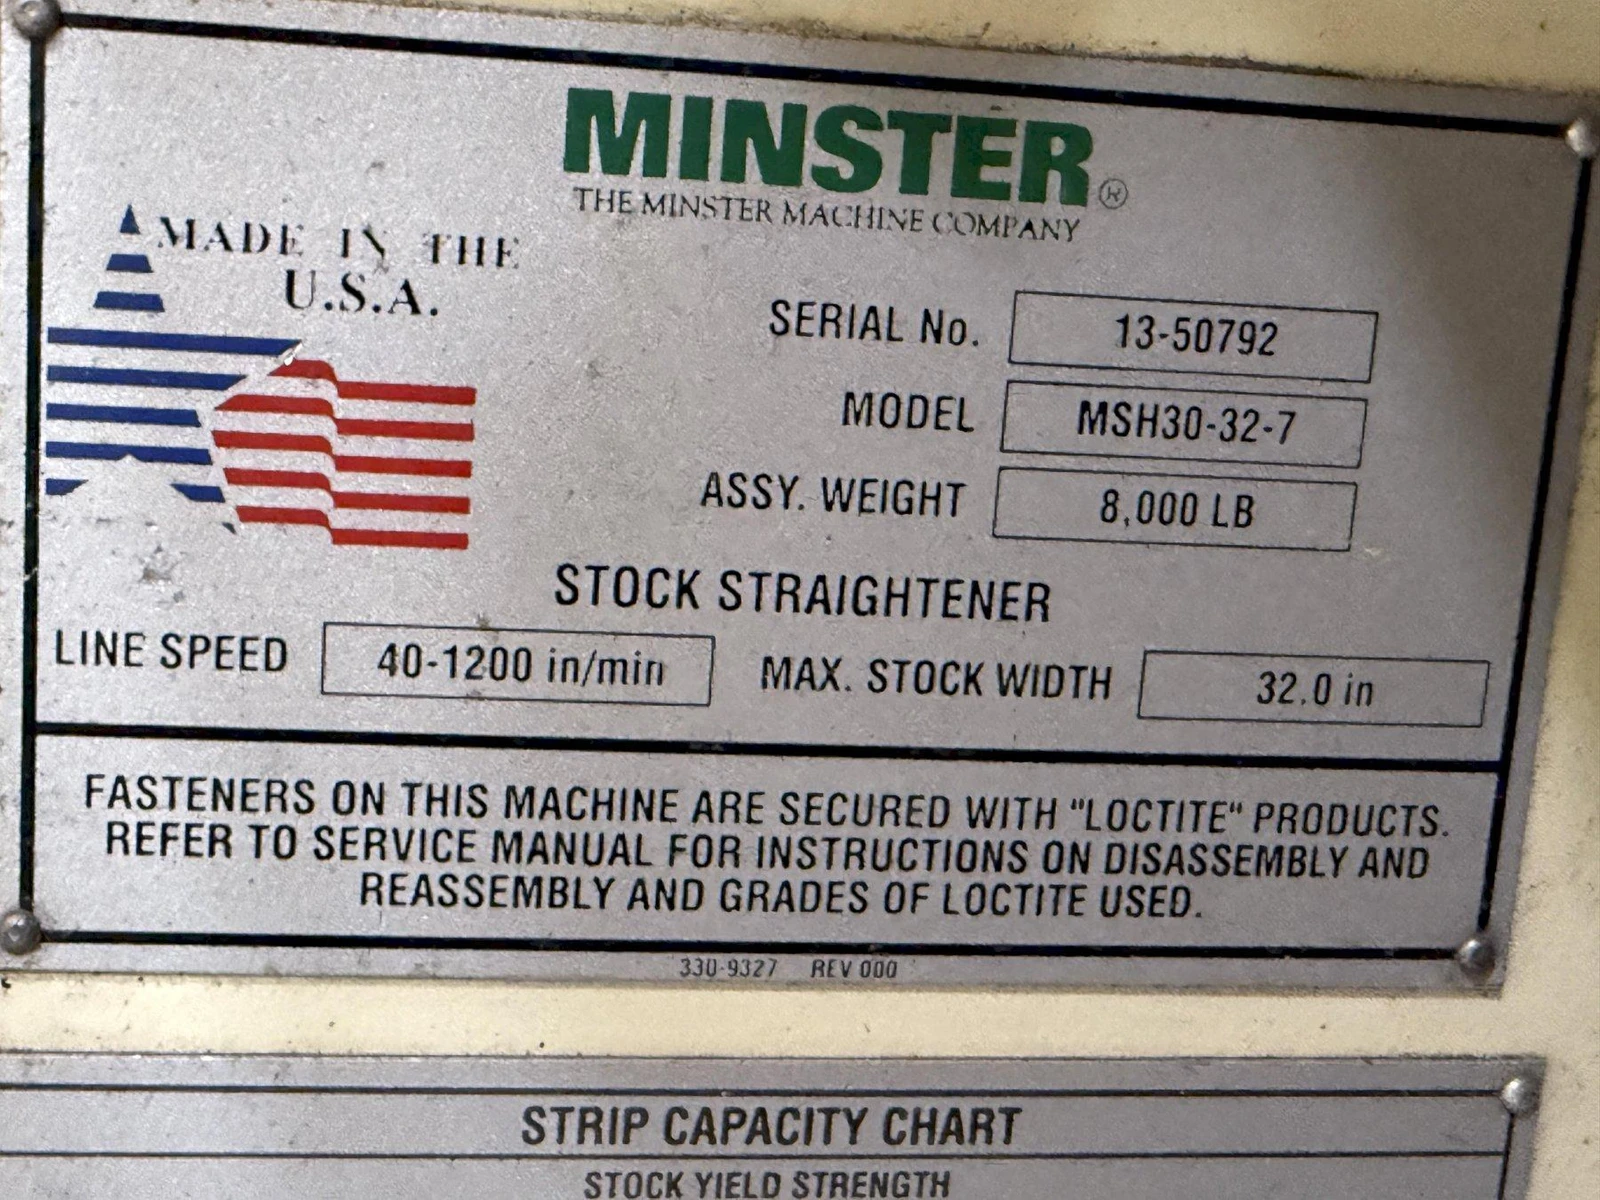 MINSTER®
THE MINSTER MACHINE COMPANY
MADE IN THE
U.S.A.
SERIAL No. 13-50792
MODEL MSH30-32-7
ASSY. WEIGHT 8,000 LB
STOCK STRAIGHTENER
LINE SPEED 40-1200 in/min MAX. STOCK WIDTH 32.0 in
FASTENERS ON THIS MACHINE ARE SECURED WITH "LOCTITE" PRODUCTS.
REFER TO SERVICE MANUAL FOR INSTRUCTIONS ON DISASSEMBLY AND
REASSEMBLY AND GRADES OF LOCTITE USED.
330-9327 REV 000
STRIP CAPACITY CHART
STOCK YIELD STRENGTH